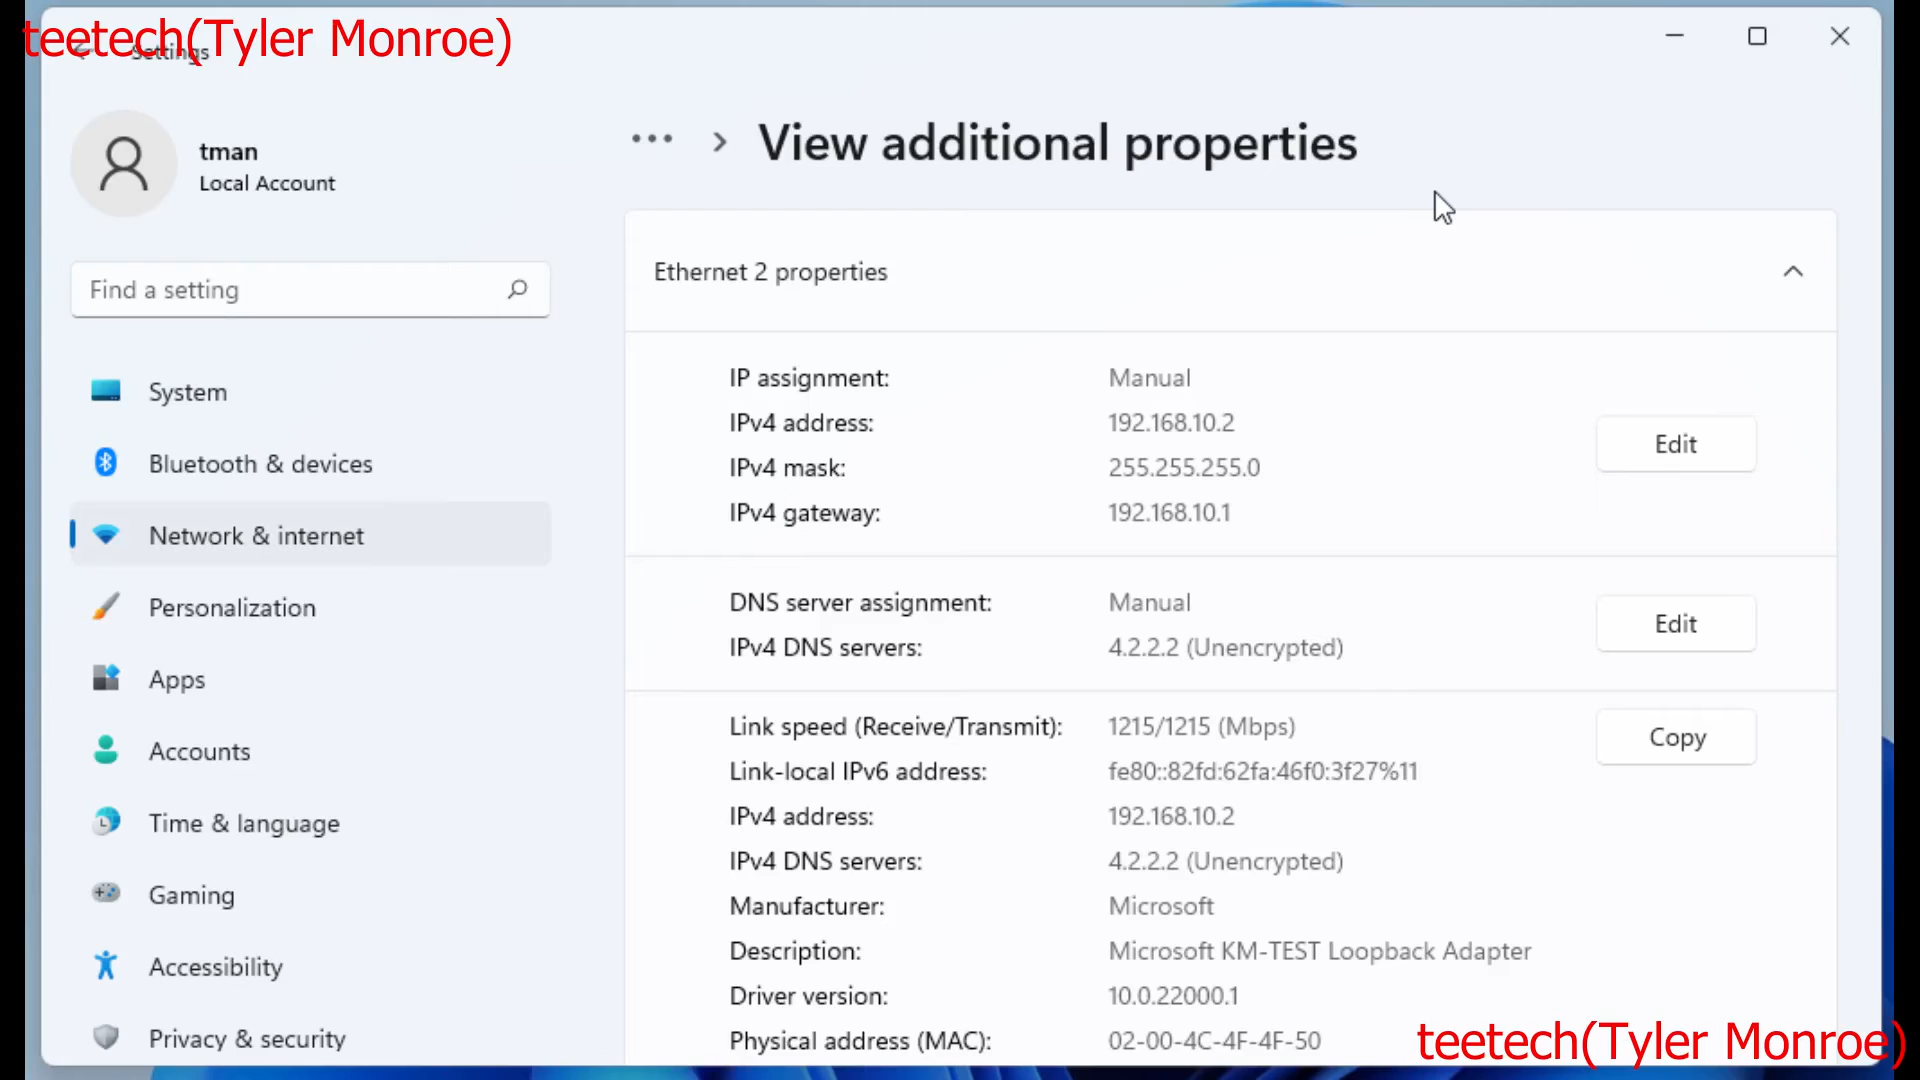 teetech(Tyler Monroe)
Settings
tman
Local Account
Find a setting
System
Bluetooth & devices
Network & internet
Personalization
Apps
Accounts
Time & language
Gaming
Accessibility
Privacy & security
... > View additional properties
Ethernet 2 properties
IP assignment: Manual
IPv4 address: 192.168.10.2
IPv4 mask: 255.255.255.0
IPv4 gateway: 192.168.10.1
Edit
DNS server assignment: Manual
IPv4 DNS servers: 4.2.2.2 (Unencrypted)
Edit
Link speed (Receive/Transmit): 1215/1215 (Mbps)
Copy
Link-local IPv6 address: fe80::82fd:62fa:46f0:3f27%11
IPv4 address: 192.168.10.2
IPv4 DNS servers: 4.2.2.2 (Unencrypted)
Manufacturer: Microsoft
Description: Microsoft KM-TEST Loopback Adapter
Driver version: 10.0.22000.1
Physical address (MAC): 02-00-4C-4F-4F-50
teetech(Tyler Monroe)